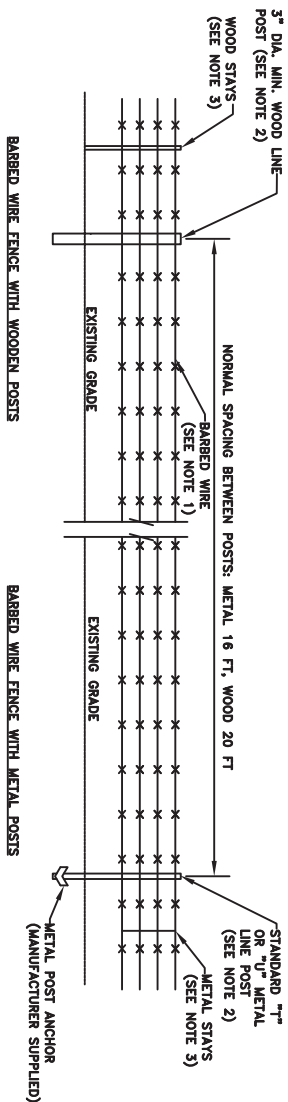 3" DIA. MIN. WOOD LINE
POST (SEE NOTE 2)
WOOD STAYS
(SEE NOTE 3)
NORMAL SPACING BETWEEN POSTS: METAL 16 FT, WOOD 20 FT
BARBED WIRE
(SEE NOTE 1)
STANDARD "T"
OR "U" METAL
LINE POST
(SEE NOTE 2)
METAL STAYS
(SEE NOTE 3)
EXISTING GRADE
EXISTING GRADE
METAL POST ANCHOR
(MANUFACTURER SUPPLIED)
BARBED WIRE FENCE WITH WOODEN POSTS
BARBED WIRE FENCE WITH METAL POSTS